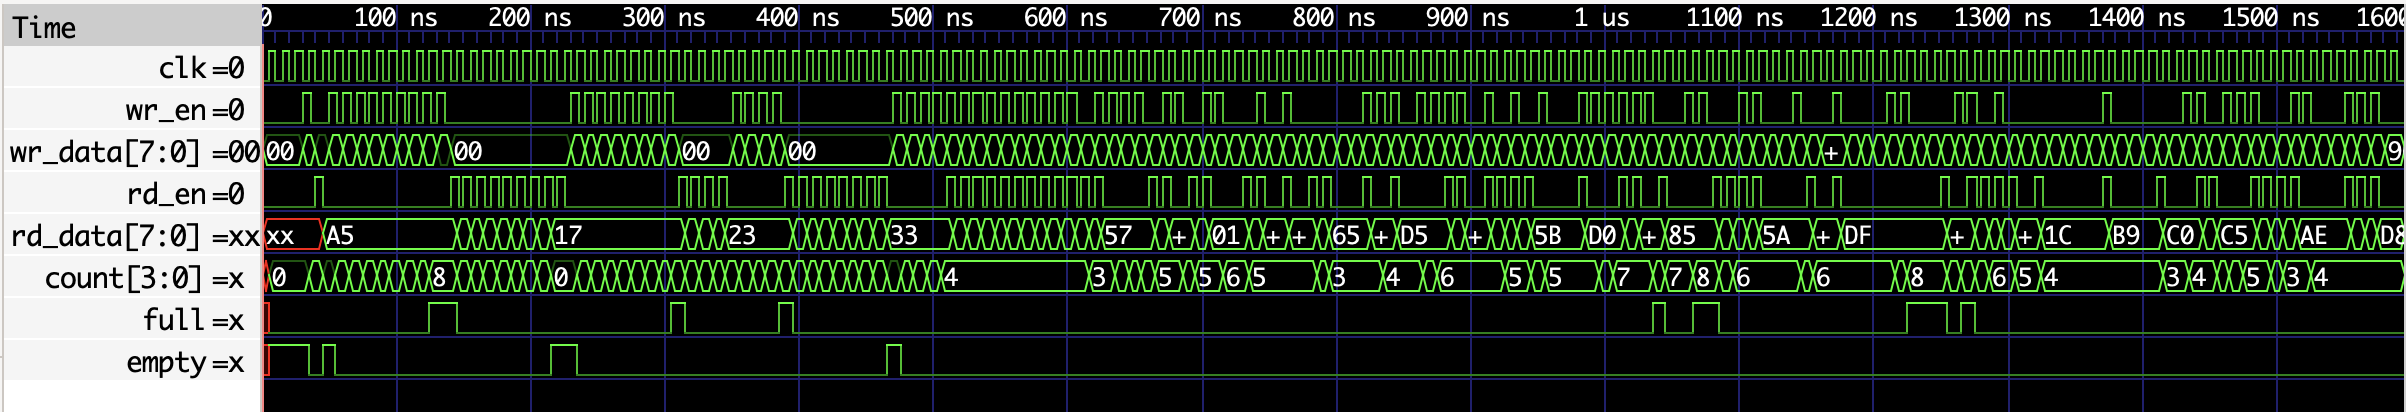 Time 0 100 ns 200 ns 300 ns 400 ns 500 ns 600 ns 700 ns 800 ns 900 ns 1 us 1100 ns 1200 ns 1300 ns 1400 ns 1500 ns 1600
clk =0
wr_en =0
wr_data[7:0] =00 00 00 00 00 + 9
rd_en =0
rd_data[7:0] =xx xx A5 17 23 33 57 + 01 + + 65 + D5 + 5B D0 + 85 5A + DF + + 1C B9 C0 C5 AE D8
count[3:0] =x 0 8 0 4 3 5 5 6 5 3 4 6 5 5 7 7 8 6 6 8 6 5 4 3 4 5 3 4
full =x
empty =x